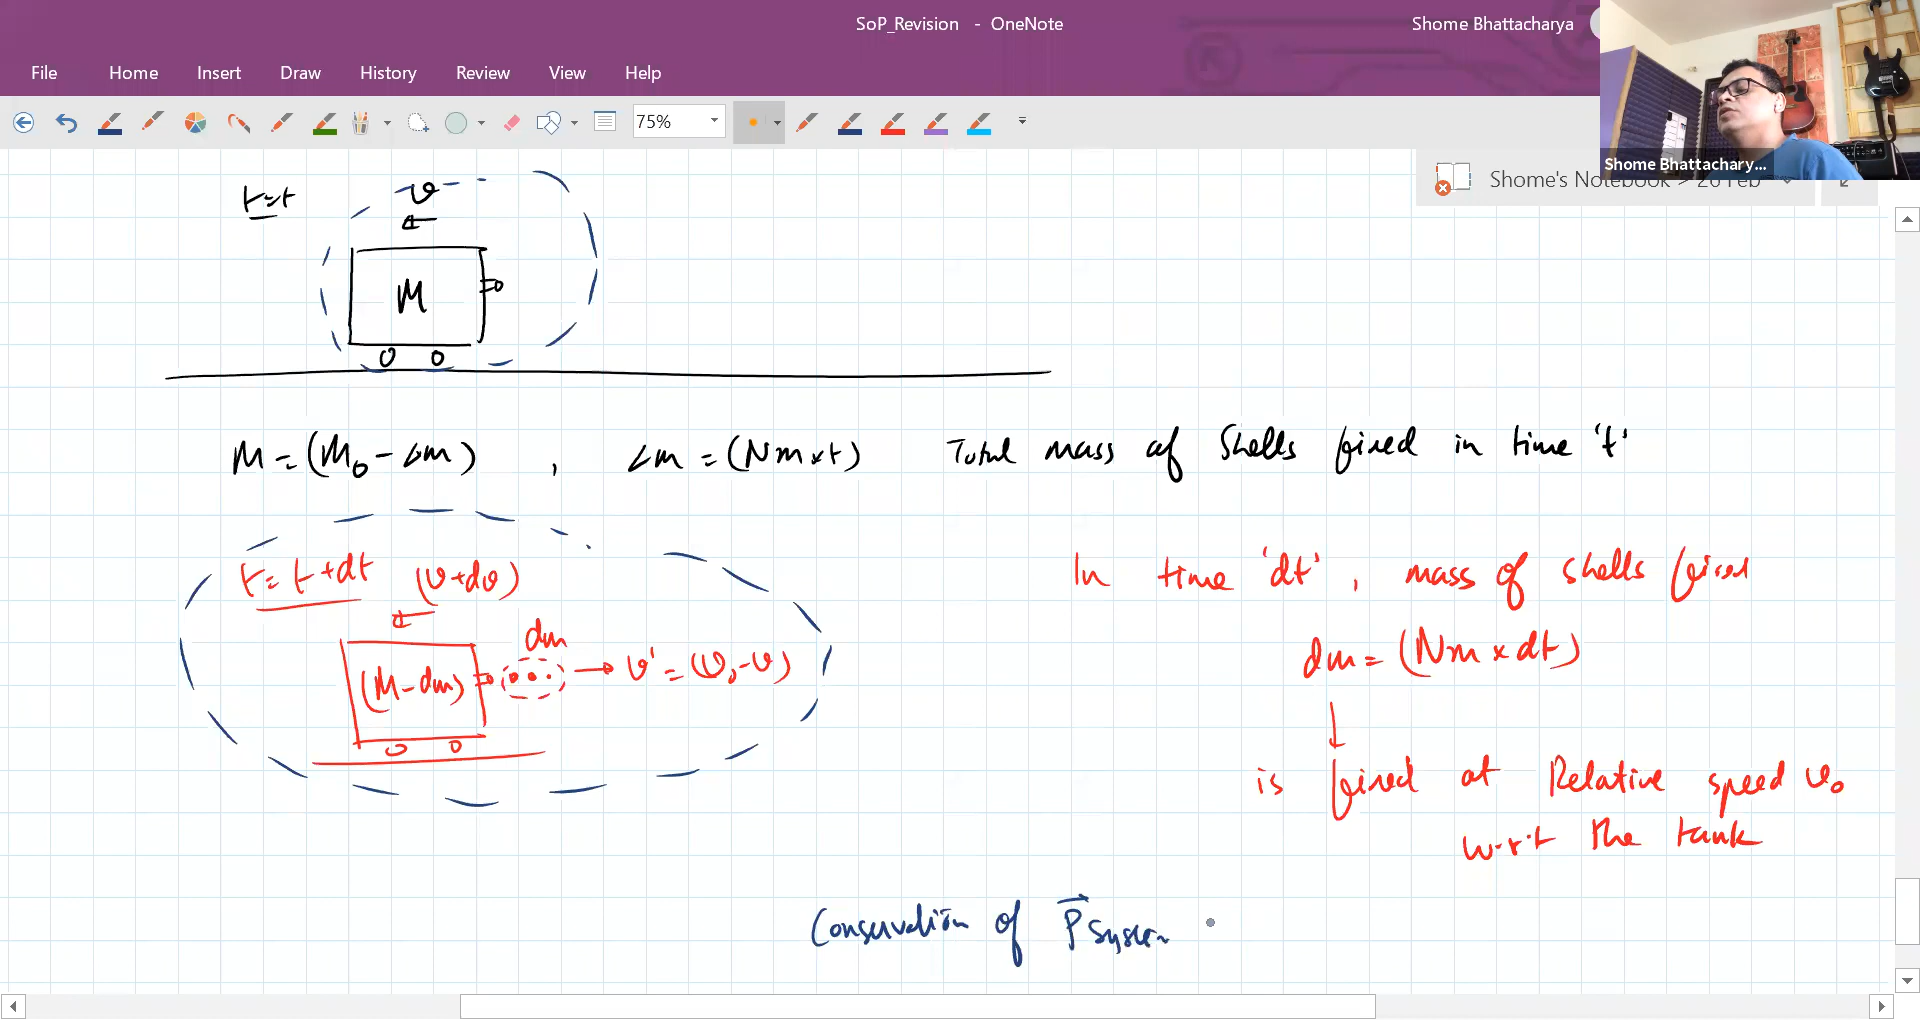 SoP_Revision - OneNote
Shome Bhattacharya
File Home Insert Draw History Review View Help
75%
Shome Bhattachary...
Shome's Notebook > 26 Feb
t=t
v
M
M = (M₀ - Δm) , Δm = (Nm×t) Total mass of Shells fired in time 't'
t = t+dt (v+dv)
dm
(M-dm) v' = (v₀-v)
In time 'dt', mass of shells fired
dm = (Nm × dt)
is fired at Relative speed v₀
w.r.t the tank
Conservation of P⃗ system